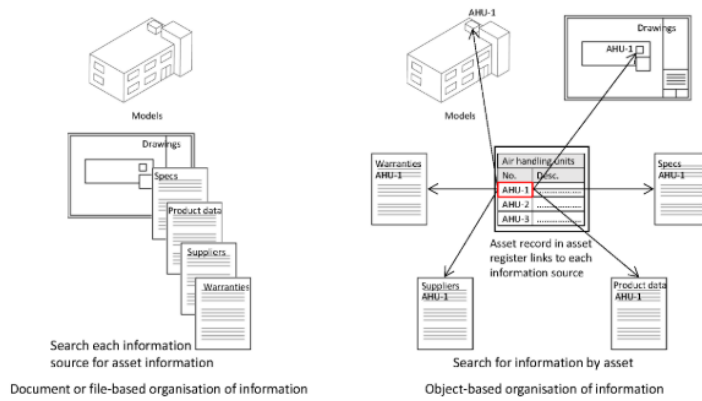 Models
Drawings
Specs
Product data
Suppliers
Warranties
Search each information
source for asset information
Document or file-based organisation of information
AHU-1
Models
Drawings
AHU-1
Warranties
AHU-1
Air handling units
No. Desc.
AHU-1 .................
AHU-2 .................
AHU-3 .................
Specs
AHU-1
Asset record in asset
register links to each
information source
Suppliers
AHU-1
Product data
AHU-1
Search for information by asset
Object-based organisation of information